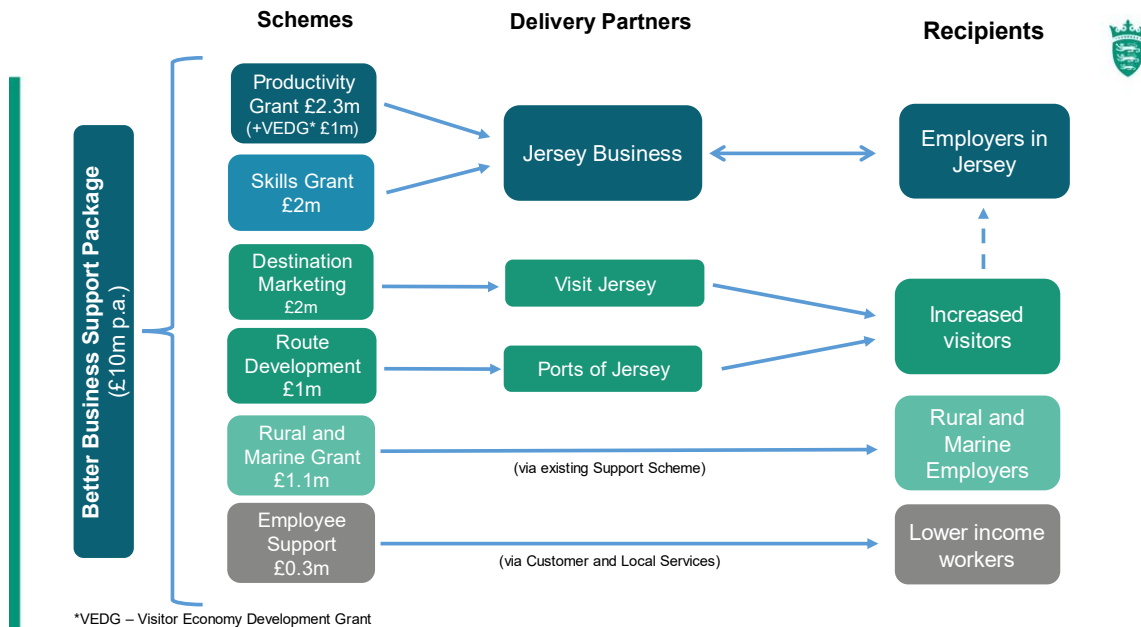 Schemes
Delivery Partners
Recipients
Better Business Support Package
(£10m p.a.)
Productivity
Grant £2.3m
(+VEDG* £1m)
Jersey Business
Employers in
Jersey
Skills Grant
£2m
Destination
Marketing
£2m
Visit Jersey
Increased
visitors
Route
Development
£1m
Ports of Jersey
Rural and
Marine Grant
£1.1m
(via existing Support Scheme)
Rural and
Marine
Employers
Employee
Support
£0.3m
(via Customer and Local Services)
Lower income
workers
*VEDG – Visitor Economy Development Grant